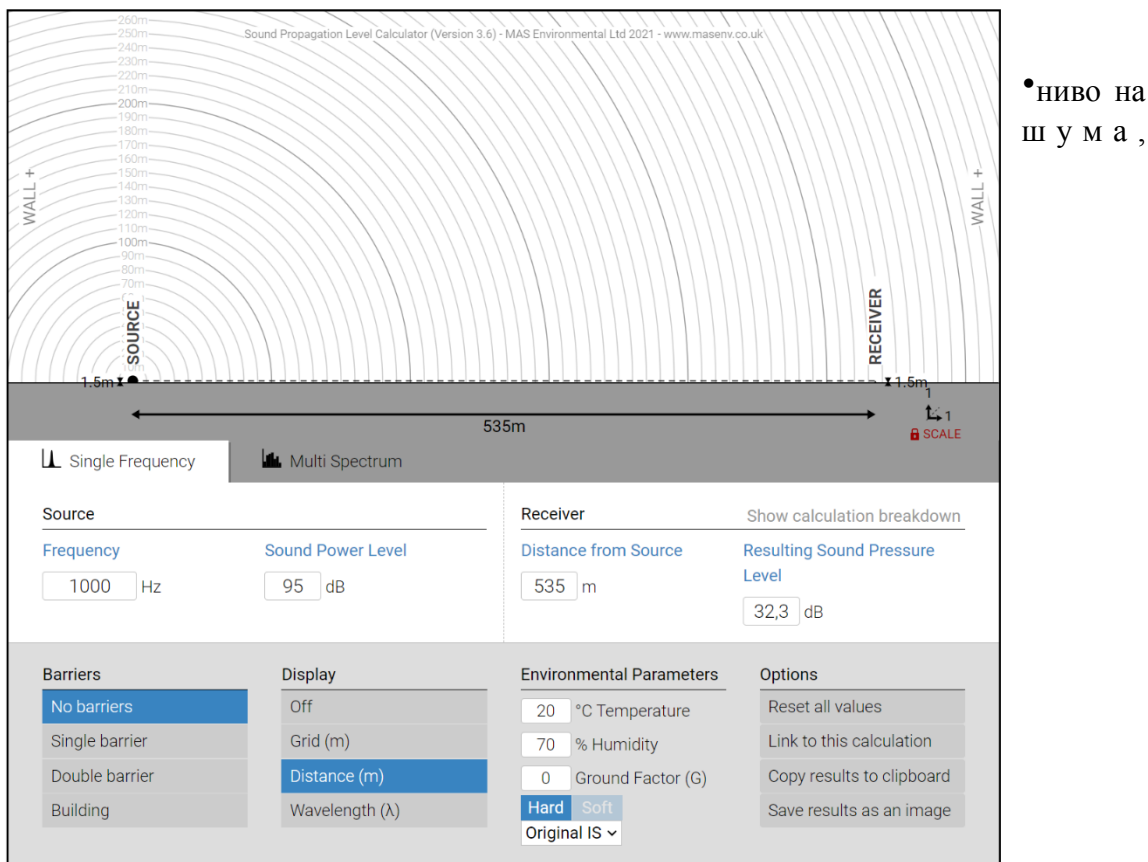 260m
250m
Sound Propagation Level Calculator (Version 3.6) - MAS Environmental Ltd 2021 - www.masenv.co.uk
240m
230m
220m
210m
200m
190m
180m
170m
160m
150m
140m
130m
120m
110m
100m
90m
80m
70m
WALL +
WALL +
SOURCE
RECEIVER
1.5m
1.5m
535m
1
1
SCALE
Single Frequency
Multi Spectrum
Source
Frequency
Sound Power Level
1000 Hz
95 dB
Receiver
Show calculation breakdown
Distance from Source
Resulting Sound Pressure
Level
535 m
32,3 dB
Barriers
No barriers
Single barrier
Double barrier
Building
Display
Off
Grid (m)
Distance (m)
Wavelength (λ)
Environmental Parameters
20 °C Temperature
70 % Humidity
0 Ground Factor (G)
Hard Soft
Original IS
Options
Reset all values
Link to this calculation
Copy results to clipboard
Save results as an image
•ниво на
шума,